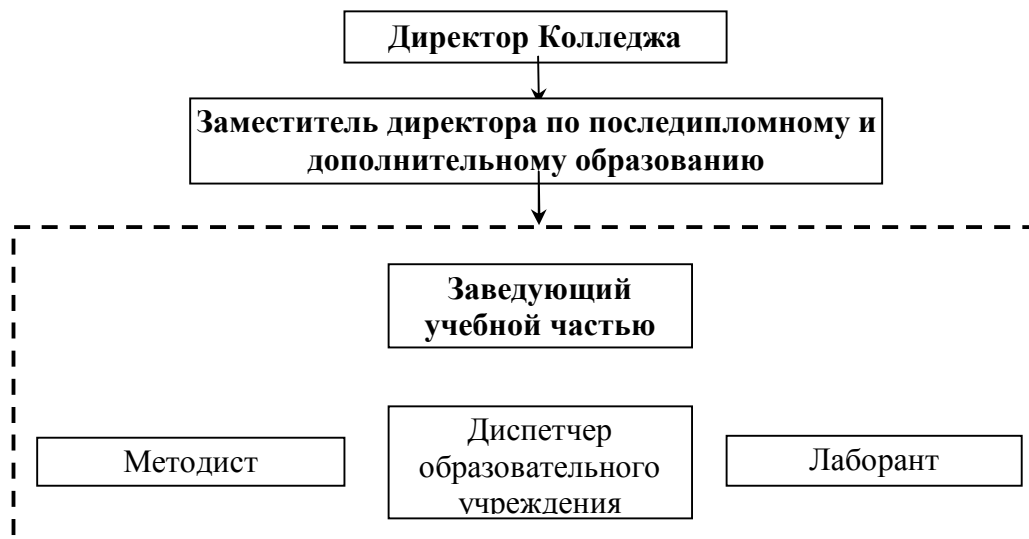 Директор Колледжа
Заместитель директора по последипломному и
дополнительному образованию
Заведующий
учебной частью
Методист
Диспетчер
образовательного
учреждения
Лаборант